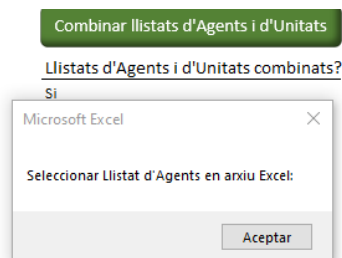 Combinar llistats d'Agents i d'Unitats
Llistats d'Agents i d'Unitats combinats?
Si
Microsoft Excel
Seleccionar Llistat d'Agents en arxiu Excel:
Aceptar